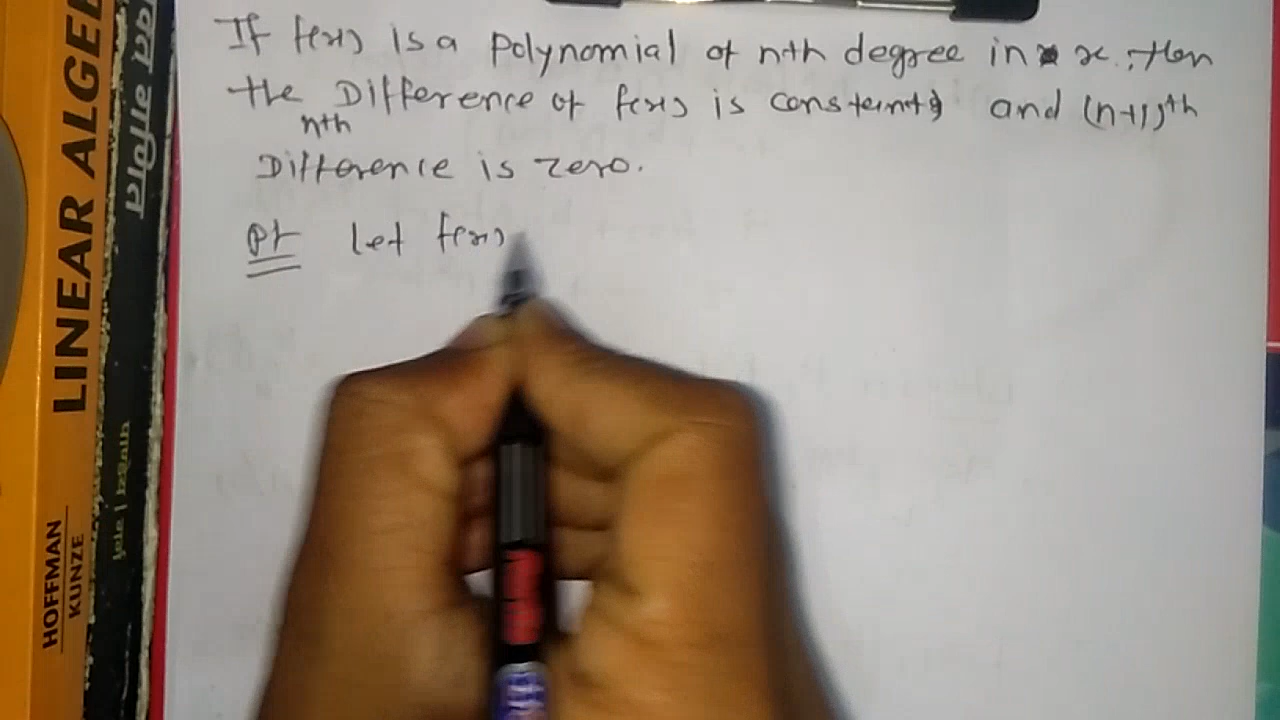 If f(x) is a polynomial of nth degree in x, then
the Difference of f(x) is constant, and (n+1)th
nth
Difference is zero.
Pf let f(x)
LINEAR ALGEB
HOFFMAN
KUNZE